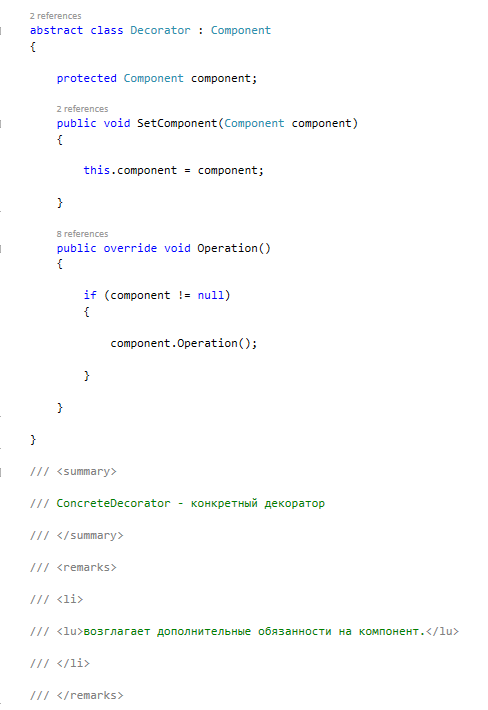 2 references
abstract class Decorator : Component
{
protected Component component;
2 references
public void SetComponent(Component component)
{
this.component = component;
}
8 references
public override void Operation()
{
if (component != null)
{
component.Operation();
}
}
}
/// <summary>
/// ConcreteDecorator - конкретный декоратор
/// </summary>
/// <remarks>
/// <li>
/// <lu>возглагает дополнительные обязанности на компонент.</lu>
/// </li>
/// </remarks>